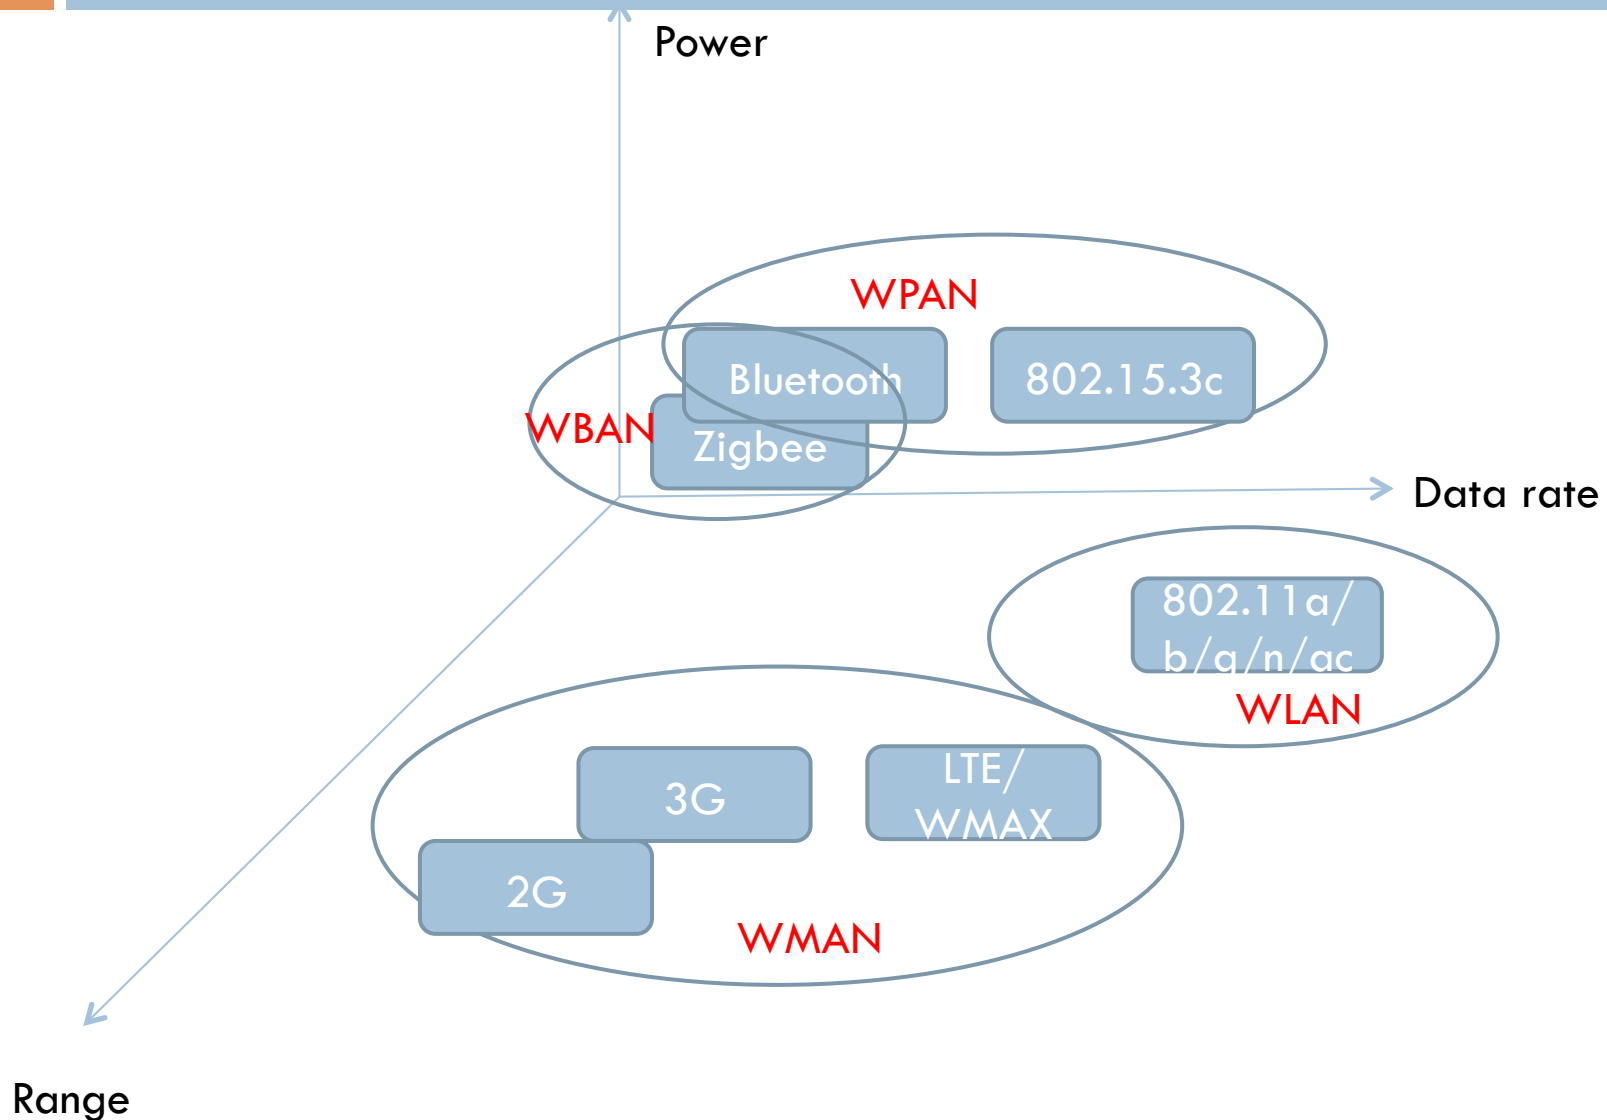 Power
WPAN
Bluetooth
802.15.3c
WBAN
Zigbee
Data rate
802.11a/
b/g/n/ac
WLAN
3G
LTE/
WMAX
2G
WMAN
Range